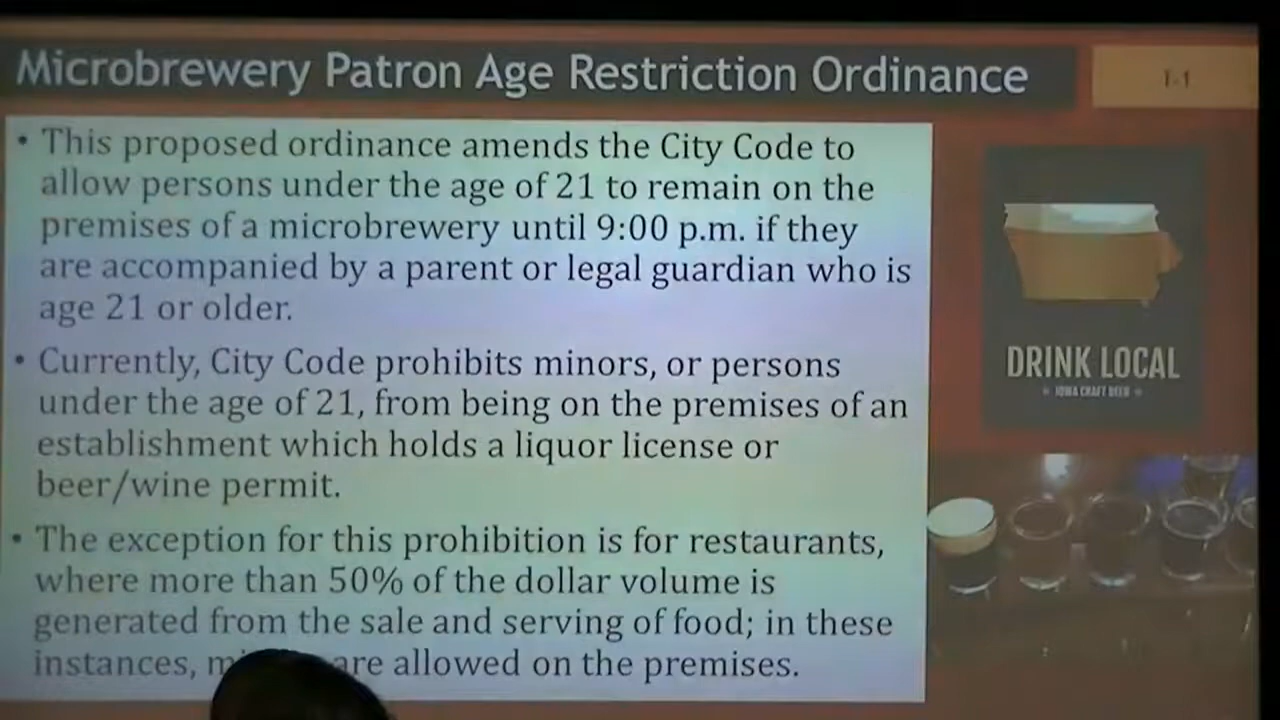 Microbrewery Patron Age Restriction Ordinance
I-1
• This proposed ordinance amends the City Code to
allow persons under the age of 21 to remain on the
premises of a microbrewery until 9:00 p.m. if they
are accompanied by a parent or legal guardian who is
age 21 or older.
• Currently, City Code prohibits minors, or persons
under the age of 21, from being on the premises of an
establishment which holds a liquor license or
beer/wine permit.
• The exception for this prohibition is for restaurants,
where more than 50% of the dollar volume is
generated from the sale and serving of food; in these
instances, are allowed on the premises.
DRINK LOCAL
IOWA CRAFT BEER